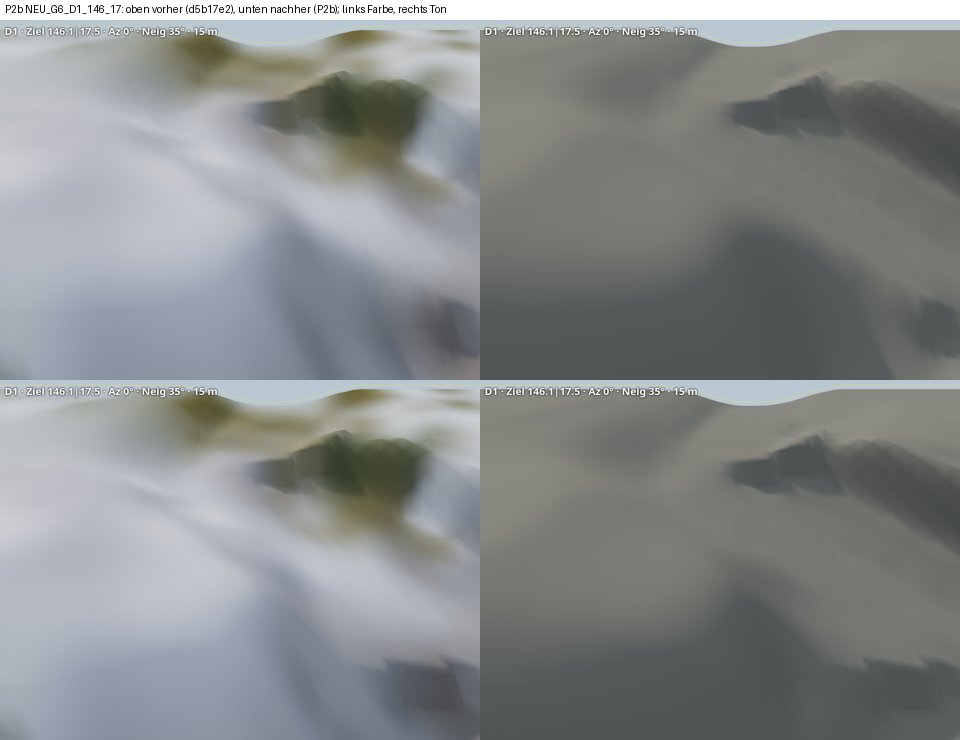 P2b NEU_G6_D1_146_17: oben vorher (d5b17e2), unten nachher (P2b); links Farbe, rechts Ton
D1 · Ziel 146.1|17.5 · Az 0° · Neig 35° · 15 m
D1 · Ziel 146.1|17.5 · Az 0° · Neig 35° · 15 m
D1 · Ziel 146.1|17.5 · Az 0° · Neig 35° · 15 m
D1 · Ziel 146.1|17.5 · Az 0° · Neig 35° · 15 m